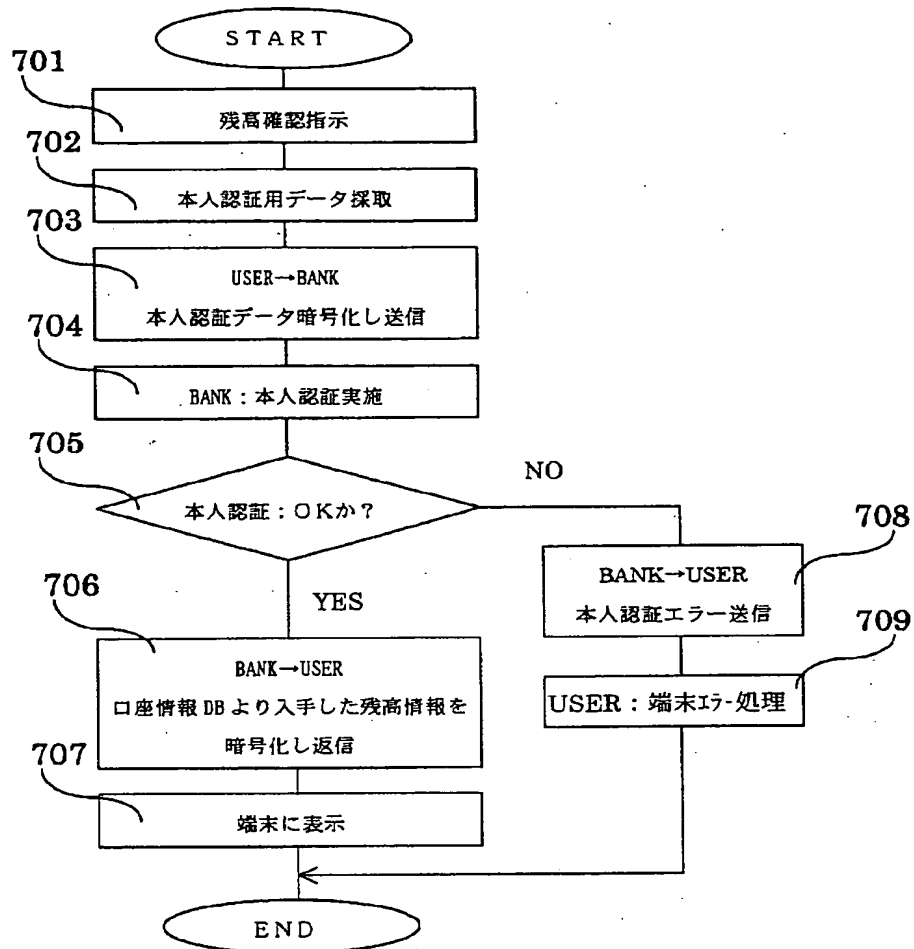 START
701
残高確認指示
702
本人認証用データ採取
703
USER→BANK
本人認証データ暗号化し送信
704
BANK：本人認証実施
705
本人認証：OKか？
NO
YES
706
BANK→USER
口座情報DBより入手した残高情報を
暗号化し返信
707
端末に表示
708
BANK→USER
本人認証エラー送信
709
USER：端末ｴﾗｰ処理
END